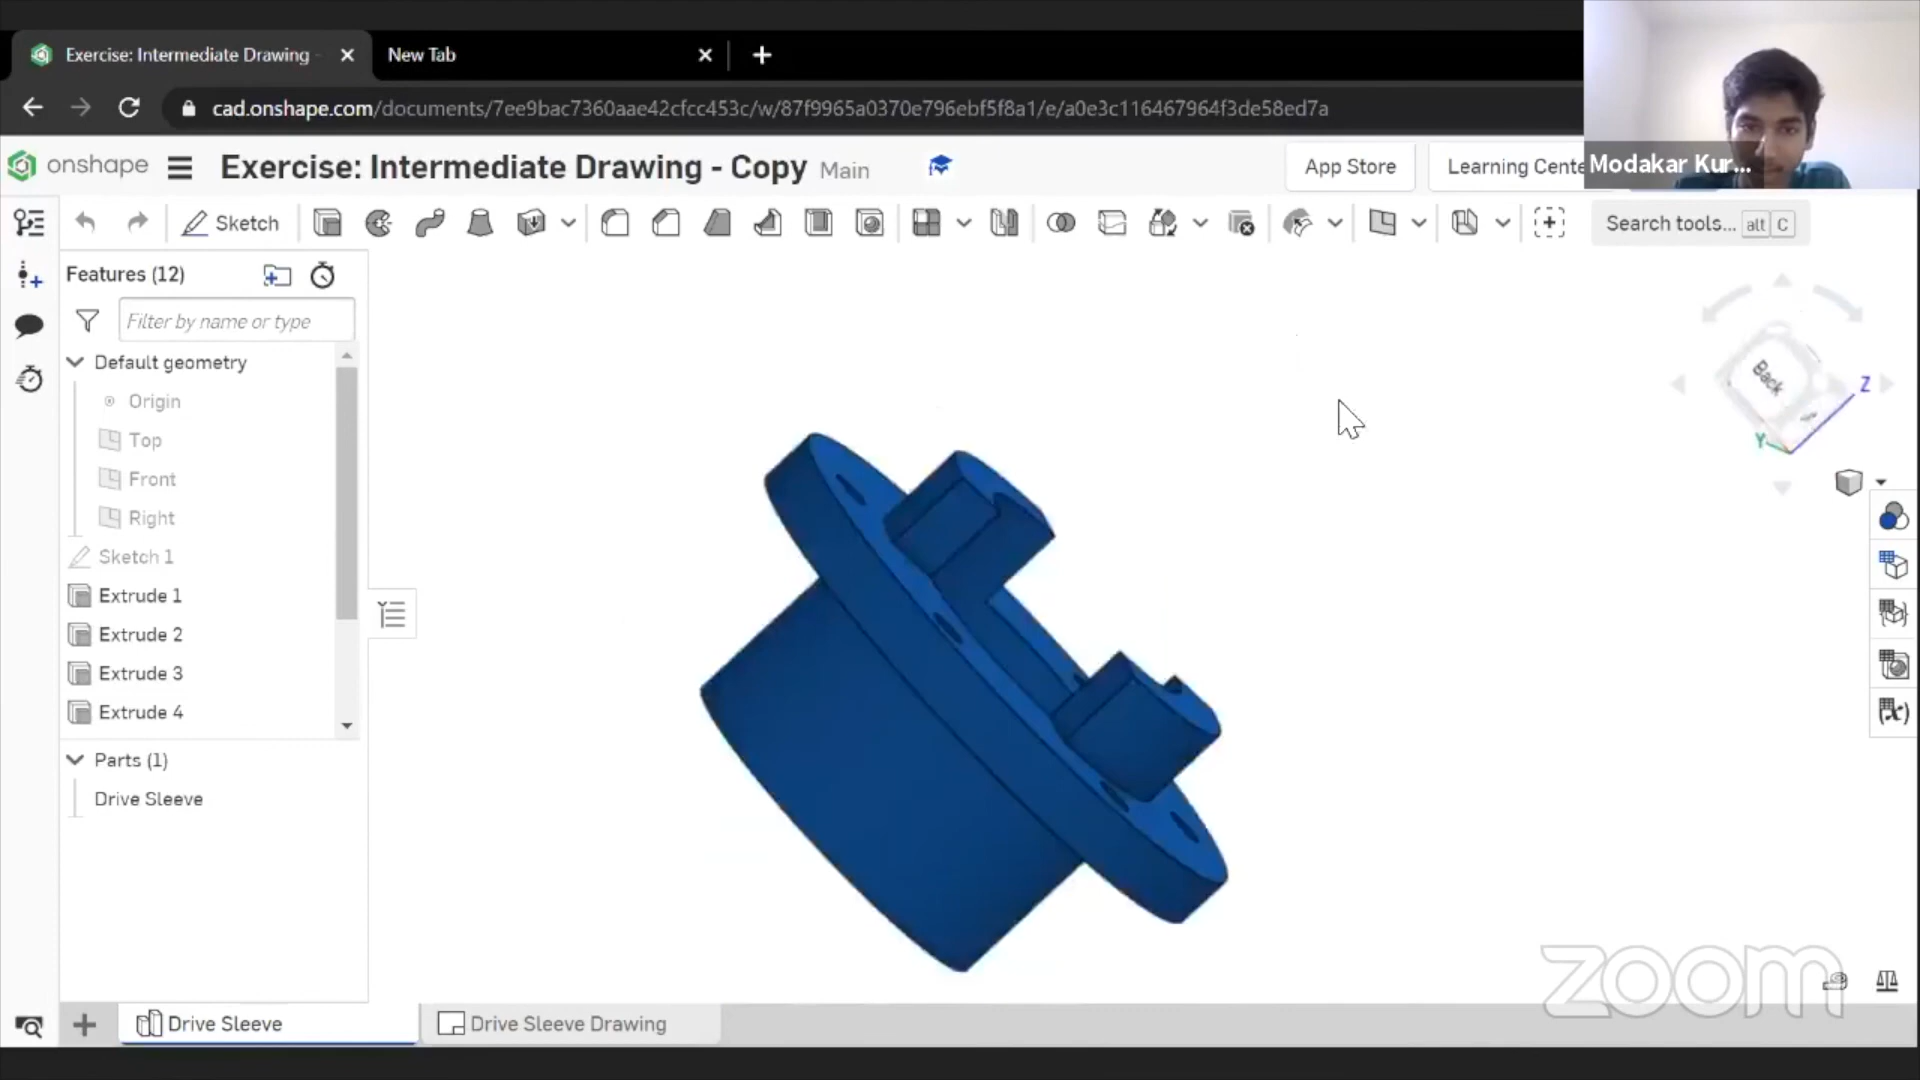 Exercise: Intermediate Drawing -
New Tab
cad.onshape.com/documents/7ee9bac7360aae42cfcc453c/w/87f9965a0370e796ebf5f8a1/e/a0e3c116467964f3de58ed7a
onshape
Exercise: Intermediate Drawing - Copy Main
App Store
Learning Cente
Modakar Kur...
Sketch
Search tools... alt C
Features (12)
Filter by name or type
Default geometry
Origin
Top
Front
Right
Sketch 1
Extrude 1
Extrude 2
Extrude 3
Extrude 4
Parts (1)
Drive Sleeve
Back
Z
Y
(x)
zoom
Drive Sleeve
Drive Sleeve Drawing